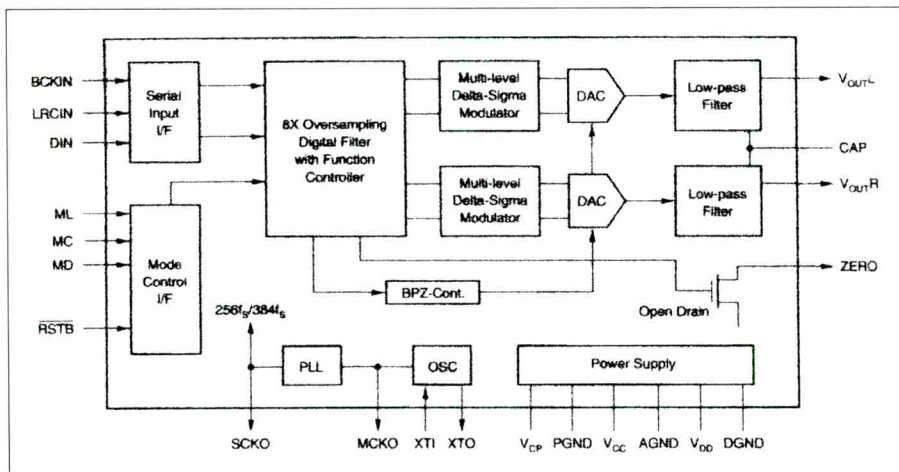 BCKIN
LRCIN
DIN
Serial
Input
I/F
8X Oversampling
Digital Filter
with Function
Controller
Multi-level
Delta-Sigma
Modulator
DAC
Low-pass
Filter
V_OUT L
CAP
Multi-level
Delta-Sigma
Modulator
DAC
Low-pass
Filter
V_OUT R
ML
MC
MD
RSTB
Mode
Control
I/F
BPZ-Cont.
ZERO
Open Drain
256fs/384fs
PLL
OSC
Power Supply
SCKO
MCKO
XTI
XTO
V_CP
PGND
V_CC
AGND
V_DD
DGND